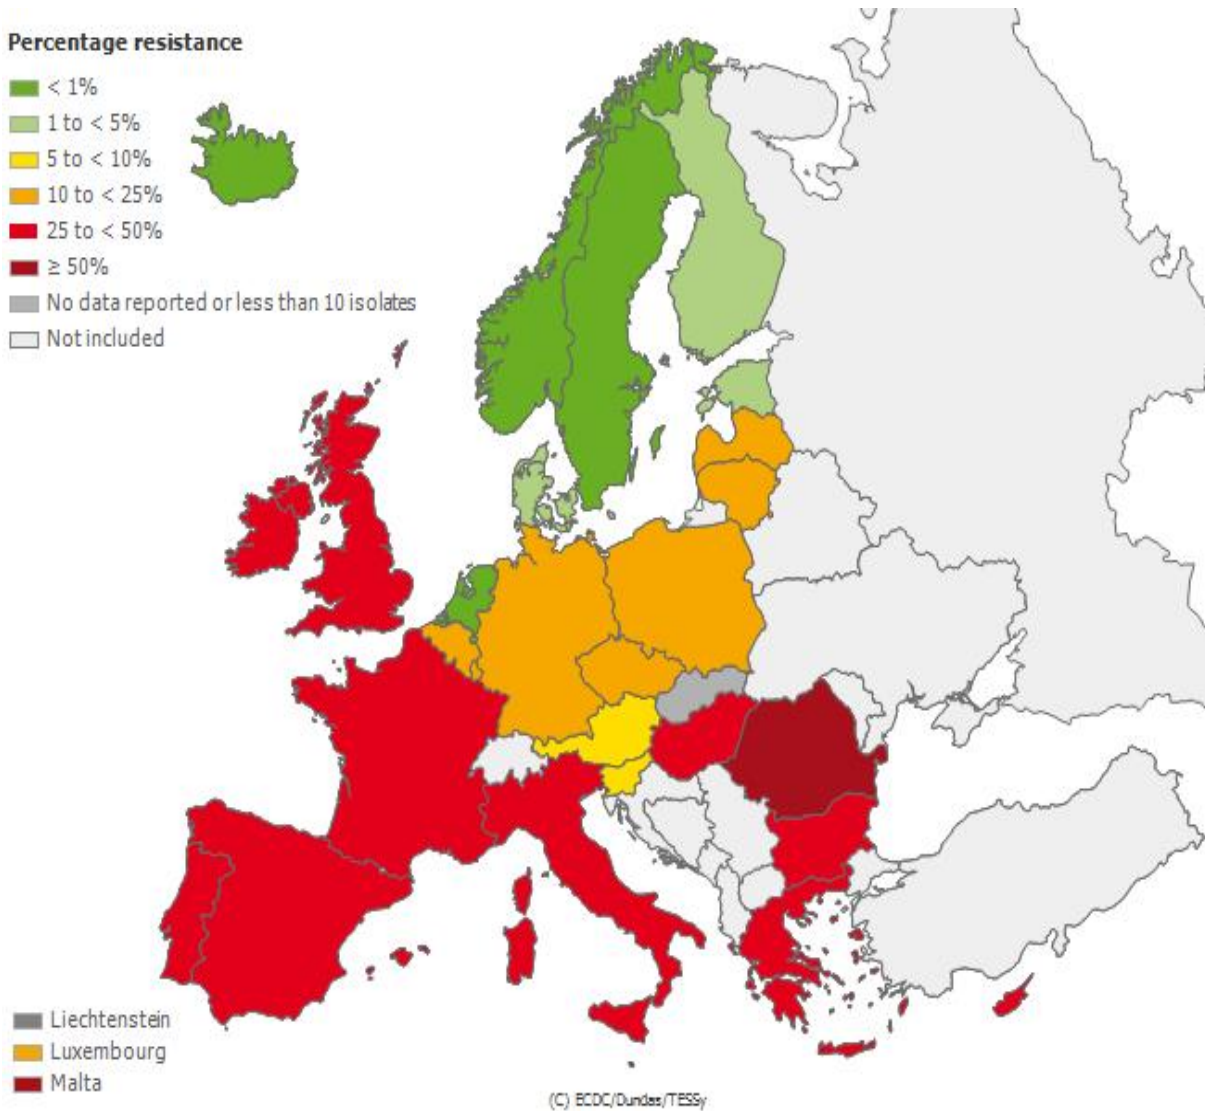 Percentage resistance
< 1%
1 to < 5%
5 to < 10%
10 to < 25%
25 to < 50%
≥ 50%
No data reported or less than 10 isolates
Not included
Liechtenstein
Luxembourg
Malta
(C) ECDC/Dundas/TESSy